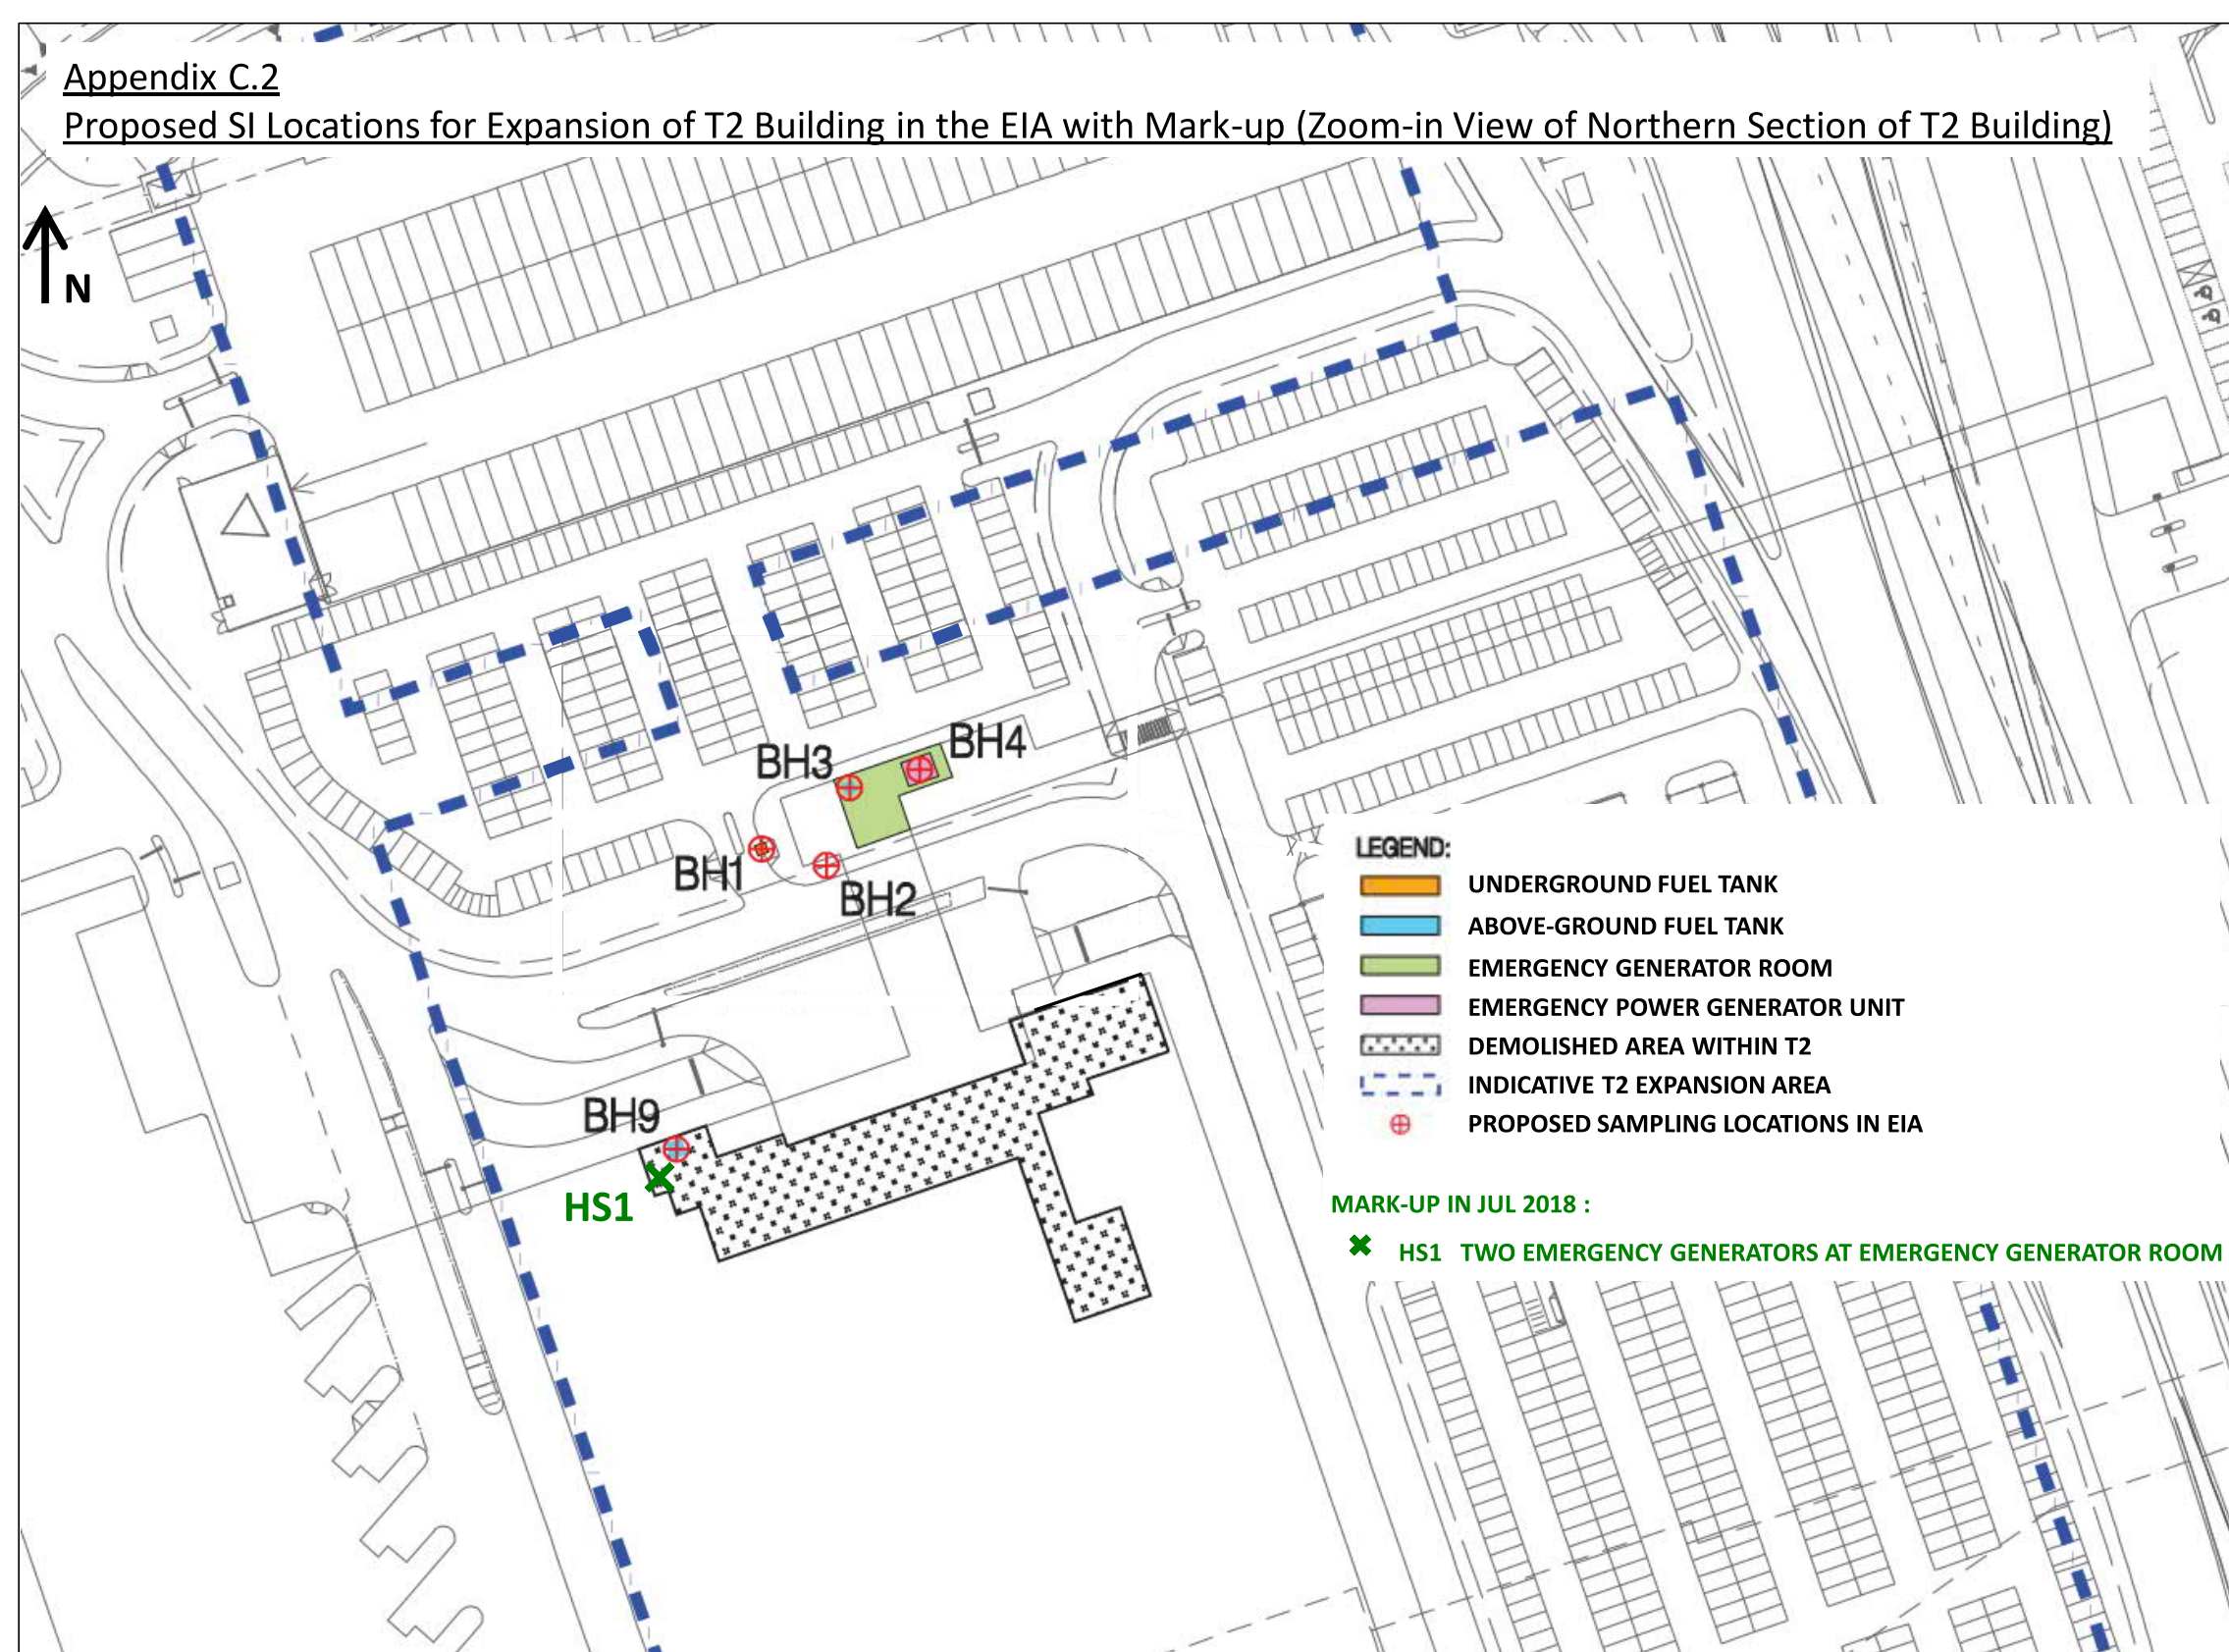 Appendix C.2
Proposed SI Locations for Expansion of T2 Building in the EIA with Mark-up (Zoom-in View of Northern Section of T2 Building)
N
BH4
BH3
BH1
BH2
LEGEND:
UNDERGROUND FUEL TANK
ABOVE-GROUND FUEL TANK
EMERGENCY GENERATOR ROOM
EMERGENCY POWER GENERATOR UNIT
DEMOLISHED AREA WITHIN T2
INDICATIVE T2 EXPANSION AREA
PROPOSED SAMPLING LOCATIONS IN EIA
BH9
HS1
MARK-UP IN JUL 2018 :
HS1 TWO EMERGENCY GENERATORS AT EMERGENCY GENERATOR ROOM